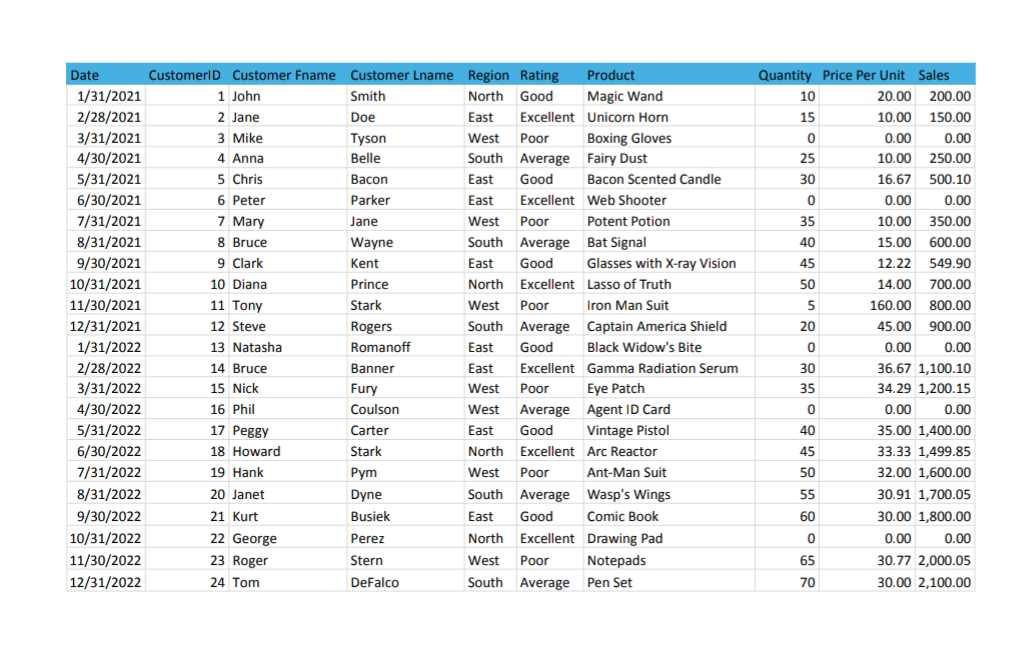 Date CustomerID Customer Fname Customer Lname Region Rating Product Quantity Price Per Unit Sales
1/31/2021 1 John Smith North Good Magic Wand 10 20.00 200.00
2/28/2021 2 Jane Doe East Excellent Unicorn Horn 15 10.00 150.00
3/31/2021 3 Mike Tyson West Poor Boxing Gloves 0 0.00 0.00
4/30/2021 4 Anna Belle South Average Fairy Dust 25 10.00 250.00
5/31/2021 5 Chris Bacon East Good Bacon Scented Candle 30 16.67 500.10
6/30/2021 6 Peter Parker East Excellent Web Shooter 0 0.00 0.00
7/31/2021 7 Mary Jane West Poor Potent Potion 35 10.00 350.00
8/31/2021 8 Bruce Wayne South Average Bat Signal 40 15.00 600.00
9/30/2021 9 Clark Kent East Good Glasses with X-ray Vision 45 12.22 549.90
10/31/2021 10 Diana Prince North Excellent Lasso of Truth 50 14.00 700.00
11/30/2021 11 Tony Stark West Poor Iron Man Suit 5 160.00 800.00
12/31/2021 12 Steve Rogers South Average Captain America Shield 20 45.00 900.00
1/31/2022 13 Natasha Romanoff East Good Black Widow's Bite 0 0.00 0.00
2/28/2022 14 Bruce Banner East Excellent Gamma Radiation Serum 30 36.67 1,100.10
3/31/2022 15 Nick Fury West Poor Eye Patch 35 34.29 1,200.15
4/30/2022 16 Phil Coulson West Average Agent ID Card 0 0.00 0.00
5/31/2022 17 Peggy Carter East Good Vintage Pistol 40 35.00 1,400.00
6/30/2022 18 Howard Stark North Excellent Arc Reactor 45 33.33 1,499.85
7/31/2022 19 Hank Pym West Poor Ant-Man Suit 50 32.00 1,600.00
8/31/2022 20 Janet Dyne South Average Wasp's Wings 55 30.91 1,700.05
9/30/2022 21 Kurt Busiek East Good Comic Book 60 30.00 1,800.00
10/31/2022 22 George Perez North Excellent Drawing Pad 0 0.00 0.00
11/30/2022 23 Roger Stern West Poor Notepads 65 30.77 2,000.05
12/31/2022 24 Tom DeFalco South Average Pen Set 70 30.00 2,100.00